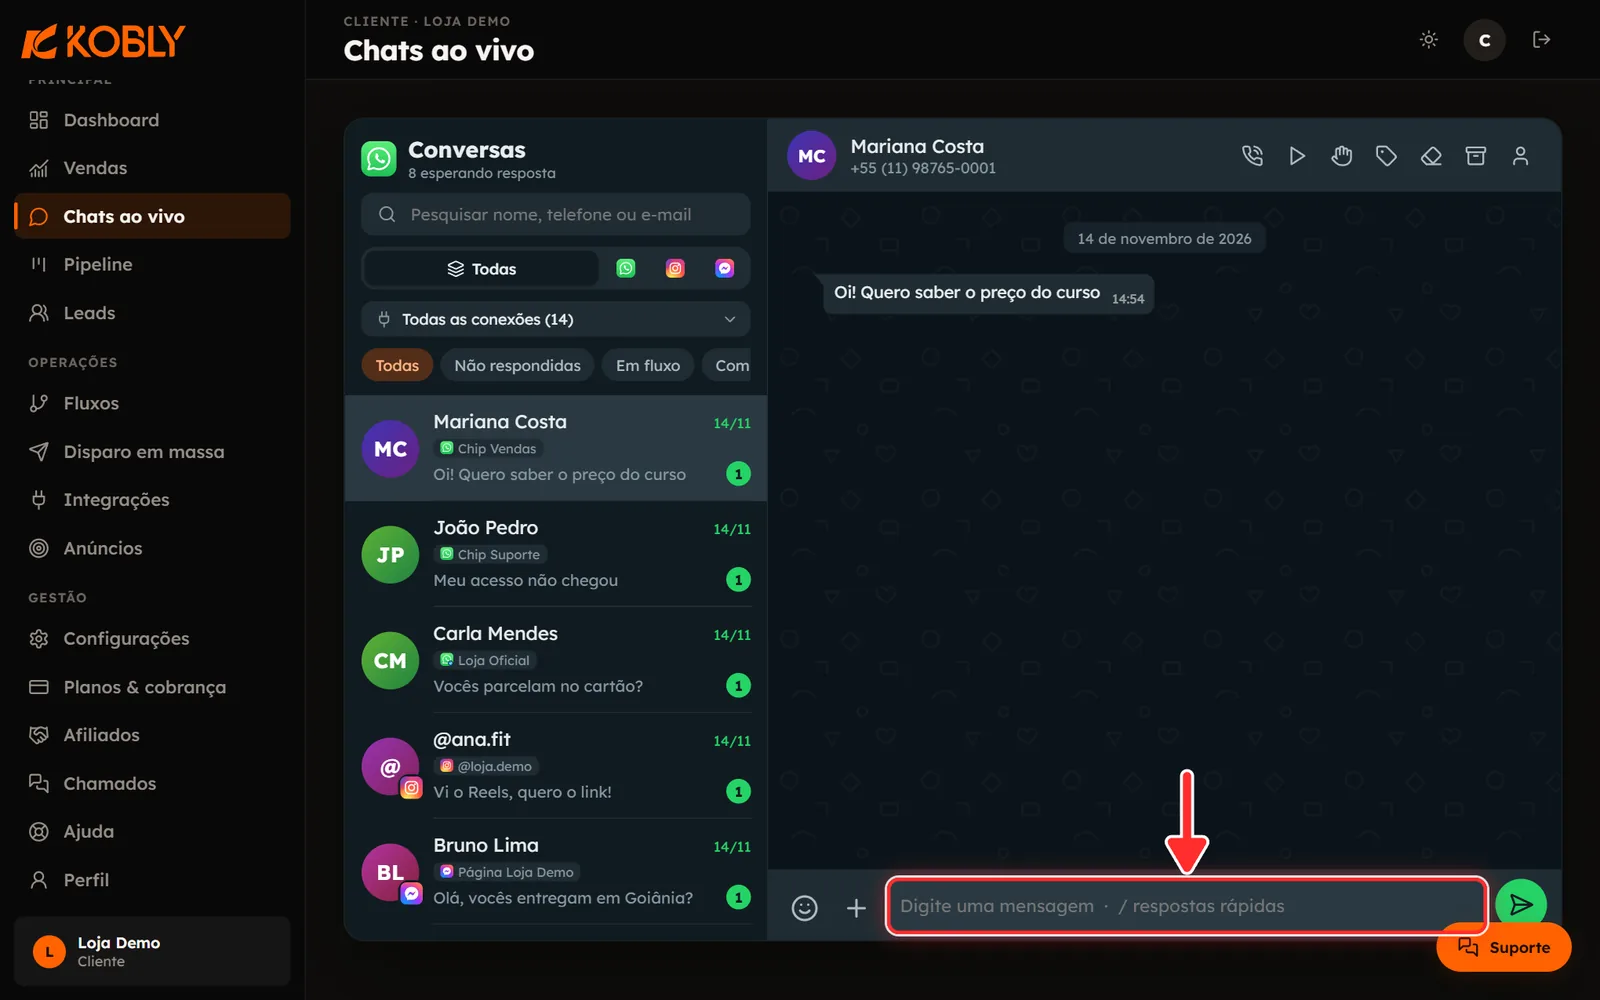 KOBLY
PRINCIPAL
Dashboard
Vendas
Chats ao vivo
Pipeline
Leads
OPERAÇÕES
Fluxos
Disparo em massa
Integrações
Anúncios
GESTÃO
Configurações
Planos & cobrança
Afiliados
Chamados
Ajuda
Perfil
L
Loja Demo
Cliente
CLIENTE · LOJA DEMO
Chats ao vivo
C
Conversas
8 esperando resposta
Pesquisar nome, telefone ou e-mail
Todas
Todas as conexões (14)
Todas
Não respondidas
Em fluxo
Com
MC
Mariana Costa
14/11
Chip Vendas
Oi! Quero saber o preço do curso
1
JP
João Pedro
14/11
Chip Suporte
Meu acesso não chegou
1
CM
Carla Mendes
14/11
Loja Oficial
Vocês parcelam no cartão?
1
@
@ana.fit
14/11
@loja.demo
Vi o Reels, quero o link!
1
BL
Bruno Lima
14/11
Página Loja Demo
Olá, vocês entregam em Goiânia?
1
MC
Mariana Costa
+55 (11) 98765-0001
14 de novembro de 2026
Oi! Quero saber o preço do curso 14:54
Digite uma mensagem · / respostas rápidas
Suporte